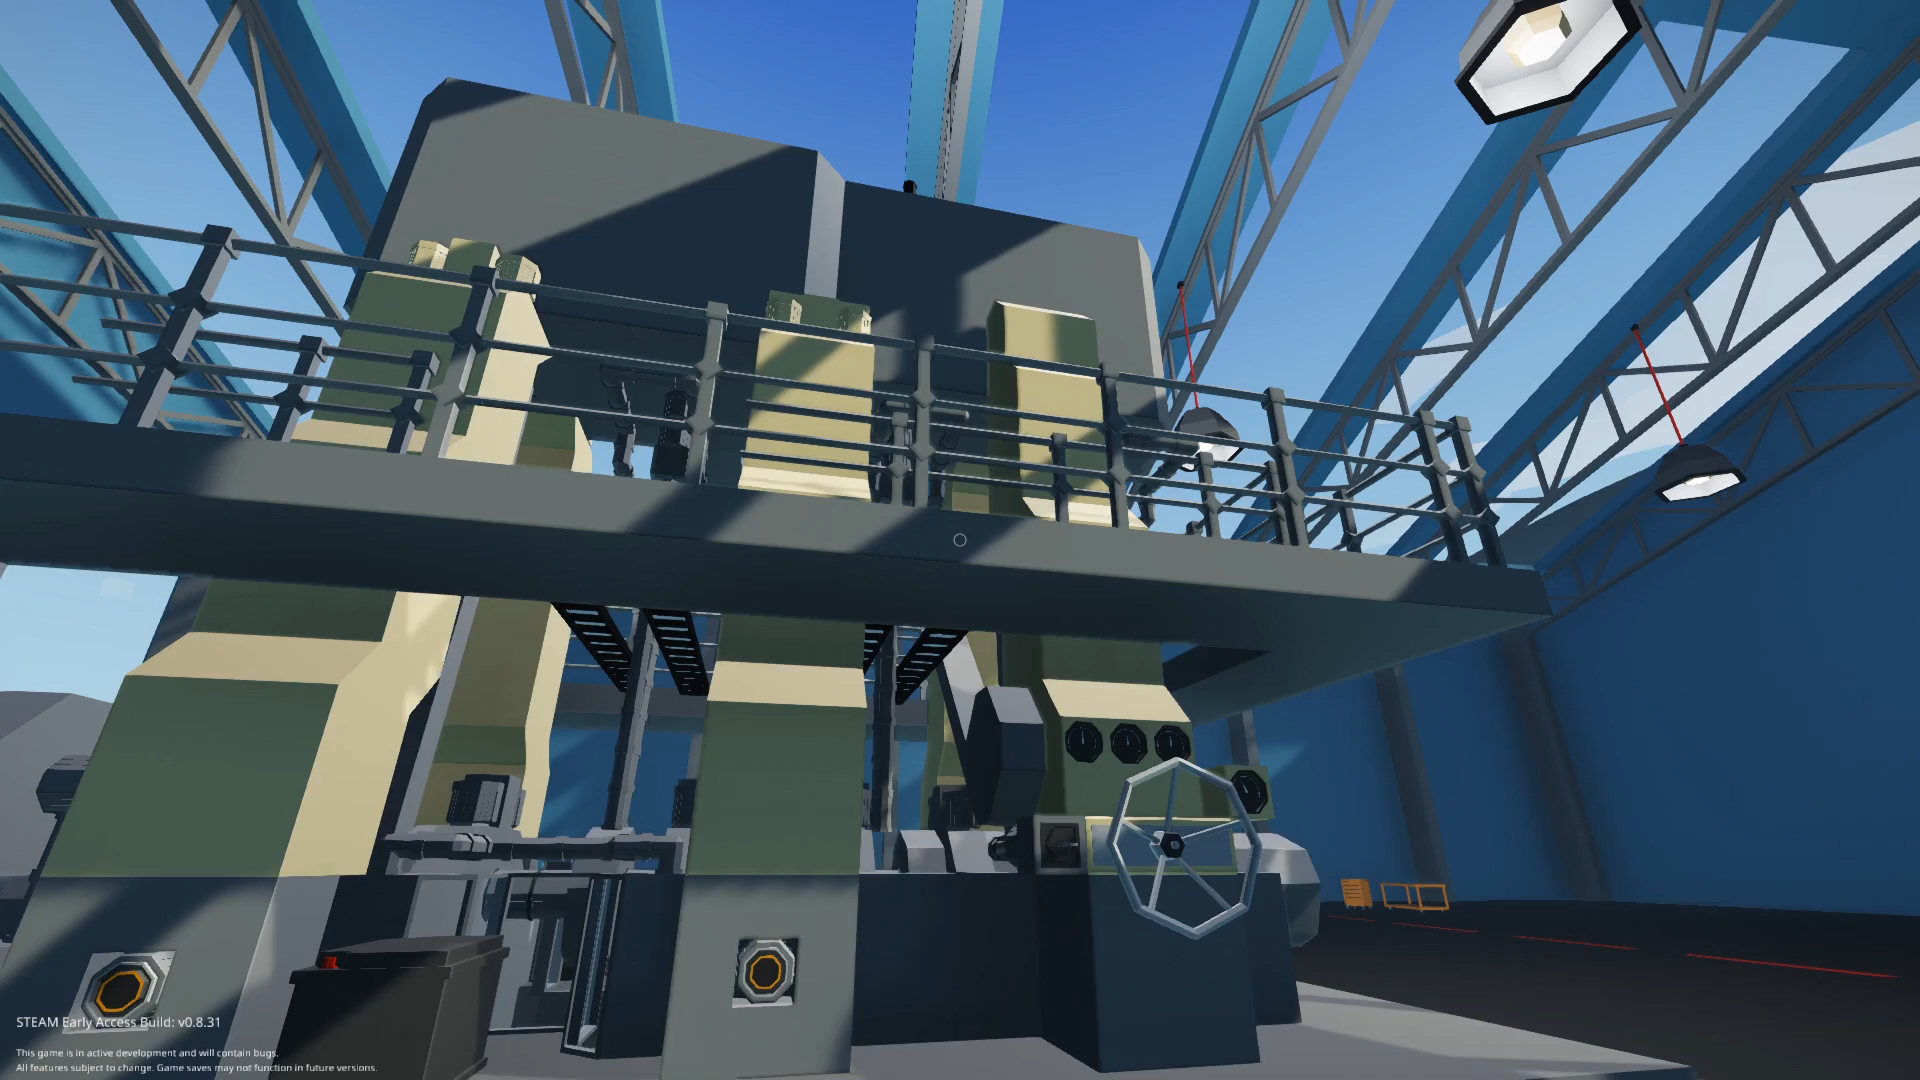 STEAM Early Access Build: v0.8.31
This game is in active development and will contain bugs.
All features subject to change. Game saves may not function in future versions.